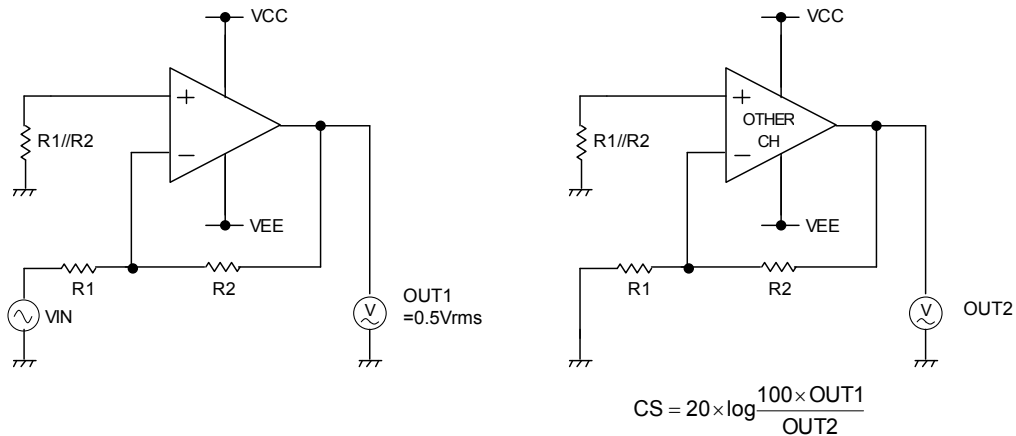 VCC
R1//R2
VEE
R1
R2
VIN
V
OUT1
=0.5Vrms
VCC
OTHER
CH
R1//R2
VEE
R1
R2
V
OUT2
CS = 20×log 100×OUT1
OUT2